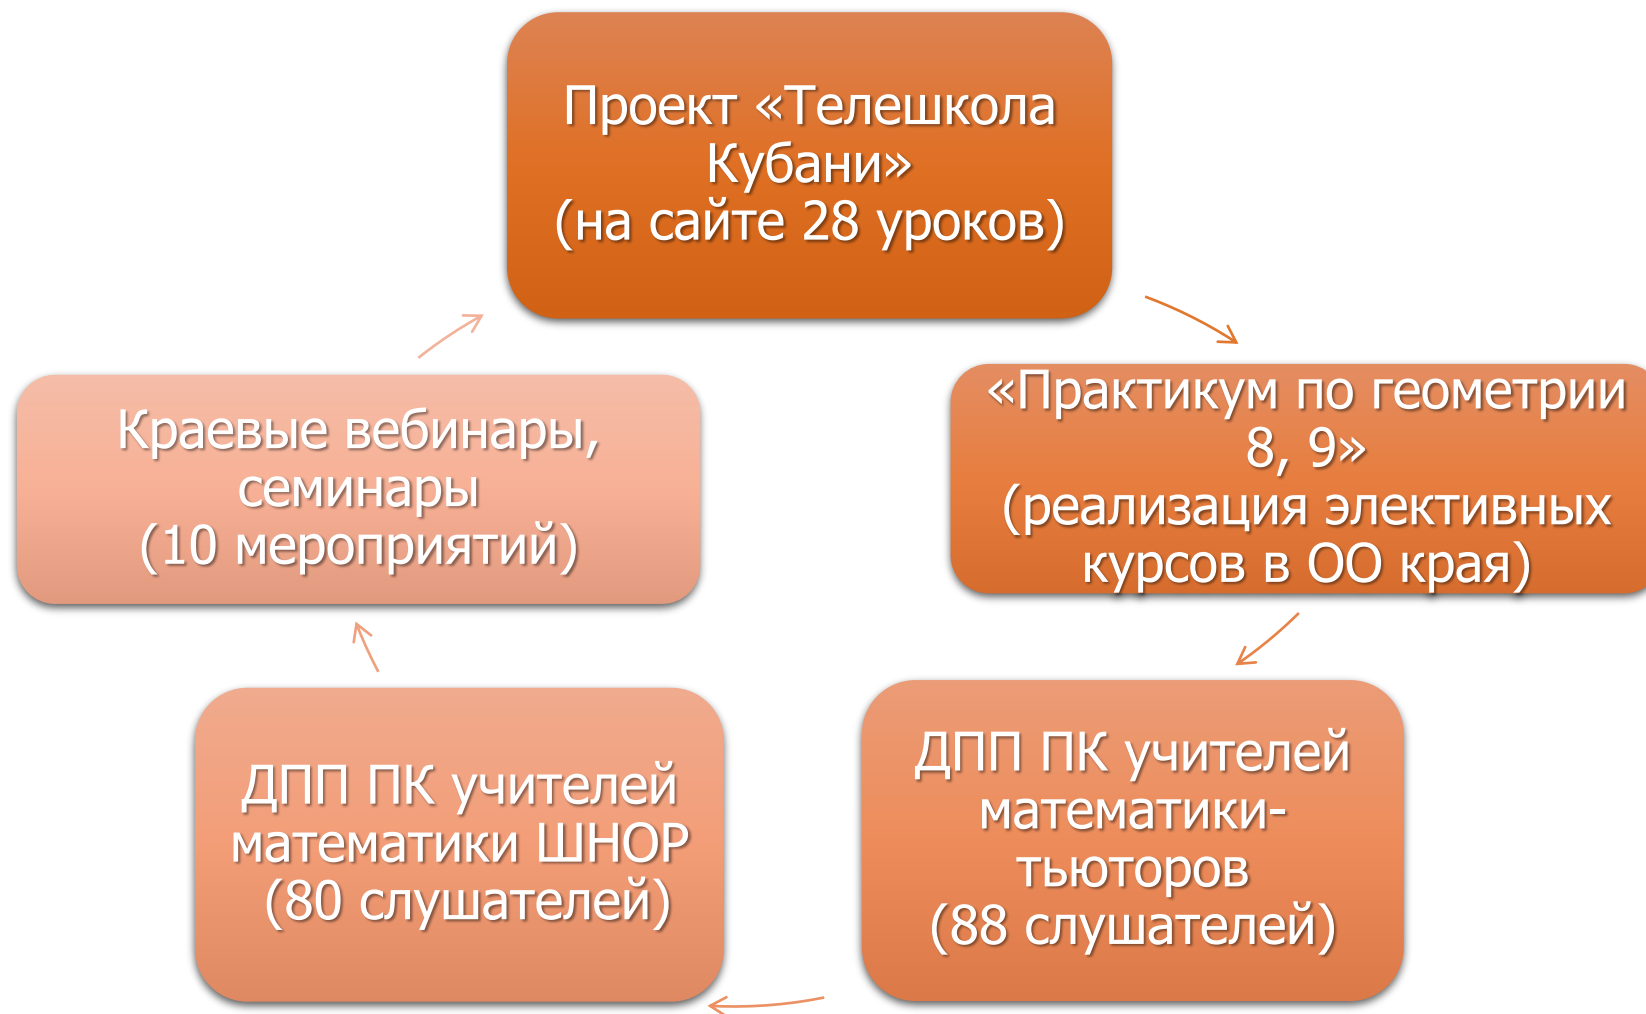 Проект «Телешкола
Кубани»
(на сайте 28 уроков)
«Практикум по геометрии
8, 9»
(реализация элективных
курсов в ОО края)
ДПП ПК учителей
математики-
тьюторов
(88 слушателей)
ДПП ПК учителей
математики ШНОР
(80 слушателей)
Краевые вебинары,
семинары
(10 мероприятий)